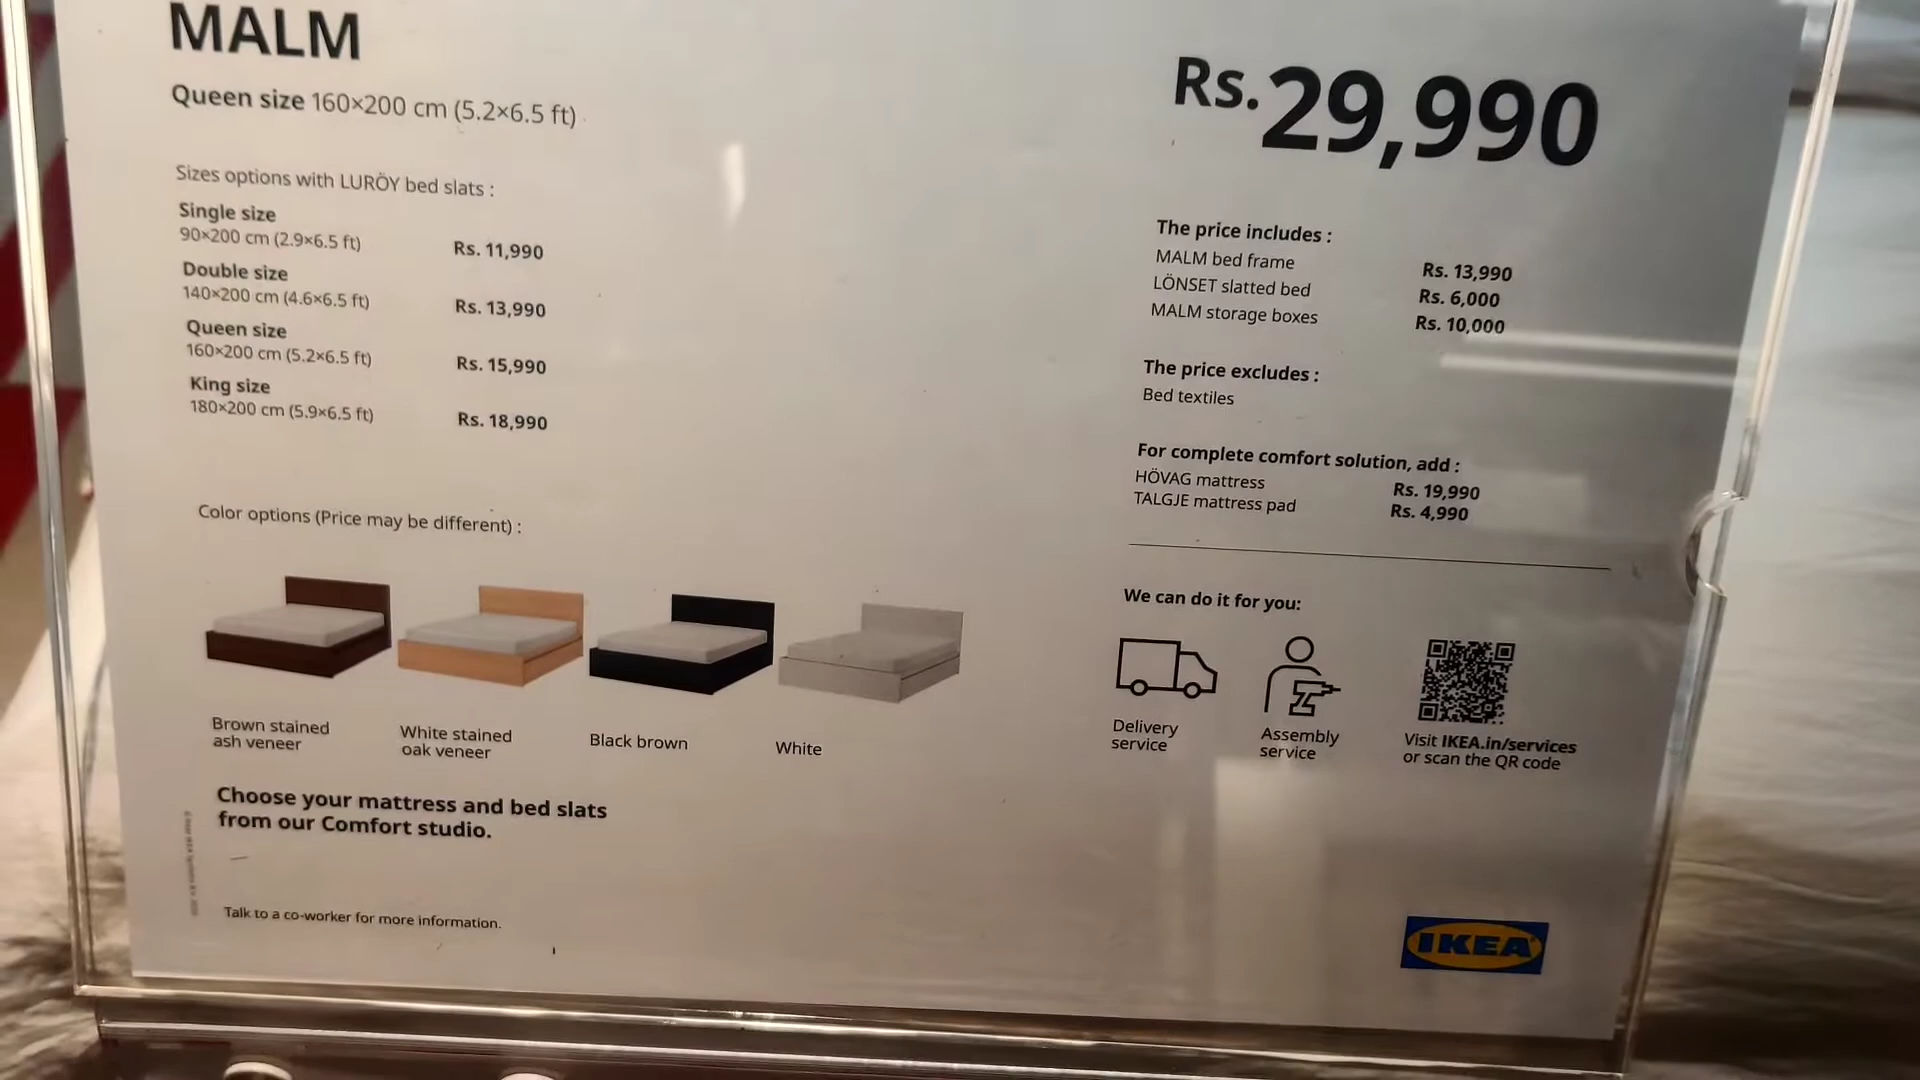 MALM
Queen size 160×200 cm (5.2×6.5 ft)
Sizes options with LURÖY bed slats :
Single size
90×200 cm (2.9×6.5 ft) Rs. 11,990
Double size
140×200 cm (4.6×6.5 ft) Rs. 13,990
Queen size
160×200 cm (5.2×6.5 ft) Rs. 15,990
King size
180×200 cm (5.9×6.5 ft) Rs. 18,990
Color options (Price may be different) :
Brown stained
ash veneer
White stained
oak veneer
Black brown
White
Choose your mattress and bed slats
from our Comfort studio.
Talk to a co-worker for more information.
Rs. 29,990
The price includes :
MALM bed frame Rs. 13,990
LÖNSET slatted bed Rs. 6,000
MALM storage boxes Rs. 10,000
The price excludes :
Bed textiles
For complete comfort solution, add :
HÖVAG mattress Rs. 19,990
TALGJE mattress pad Rs. 4,990
We can do it for you:
Delivery
service
Assembly
service
Visit IKEA.in/services
or scan the QR code
IKEA